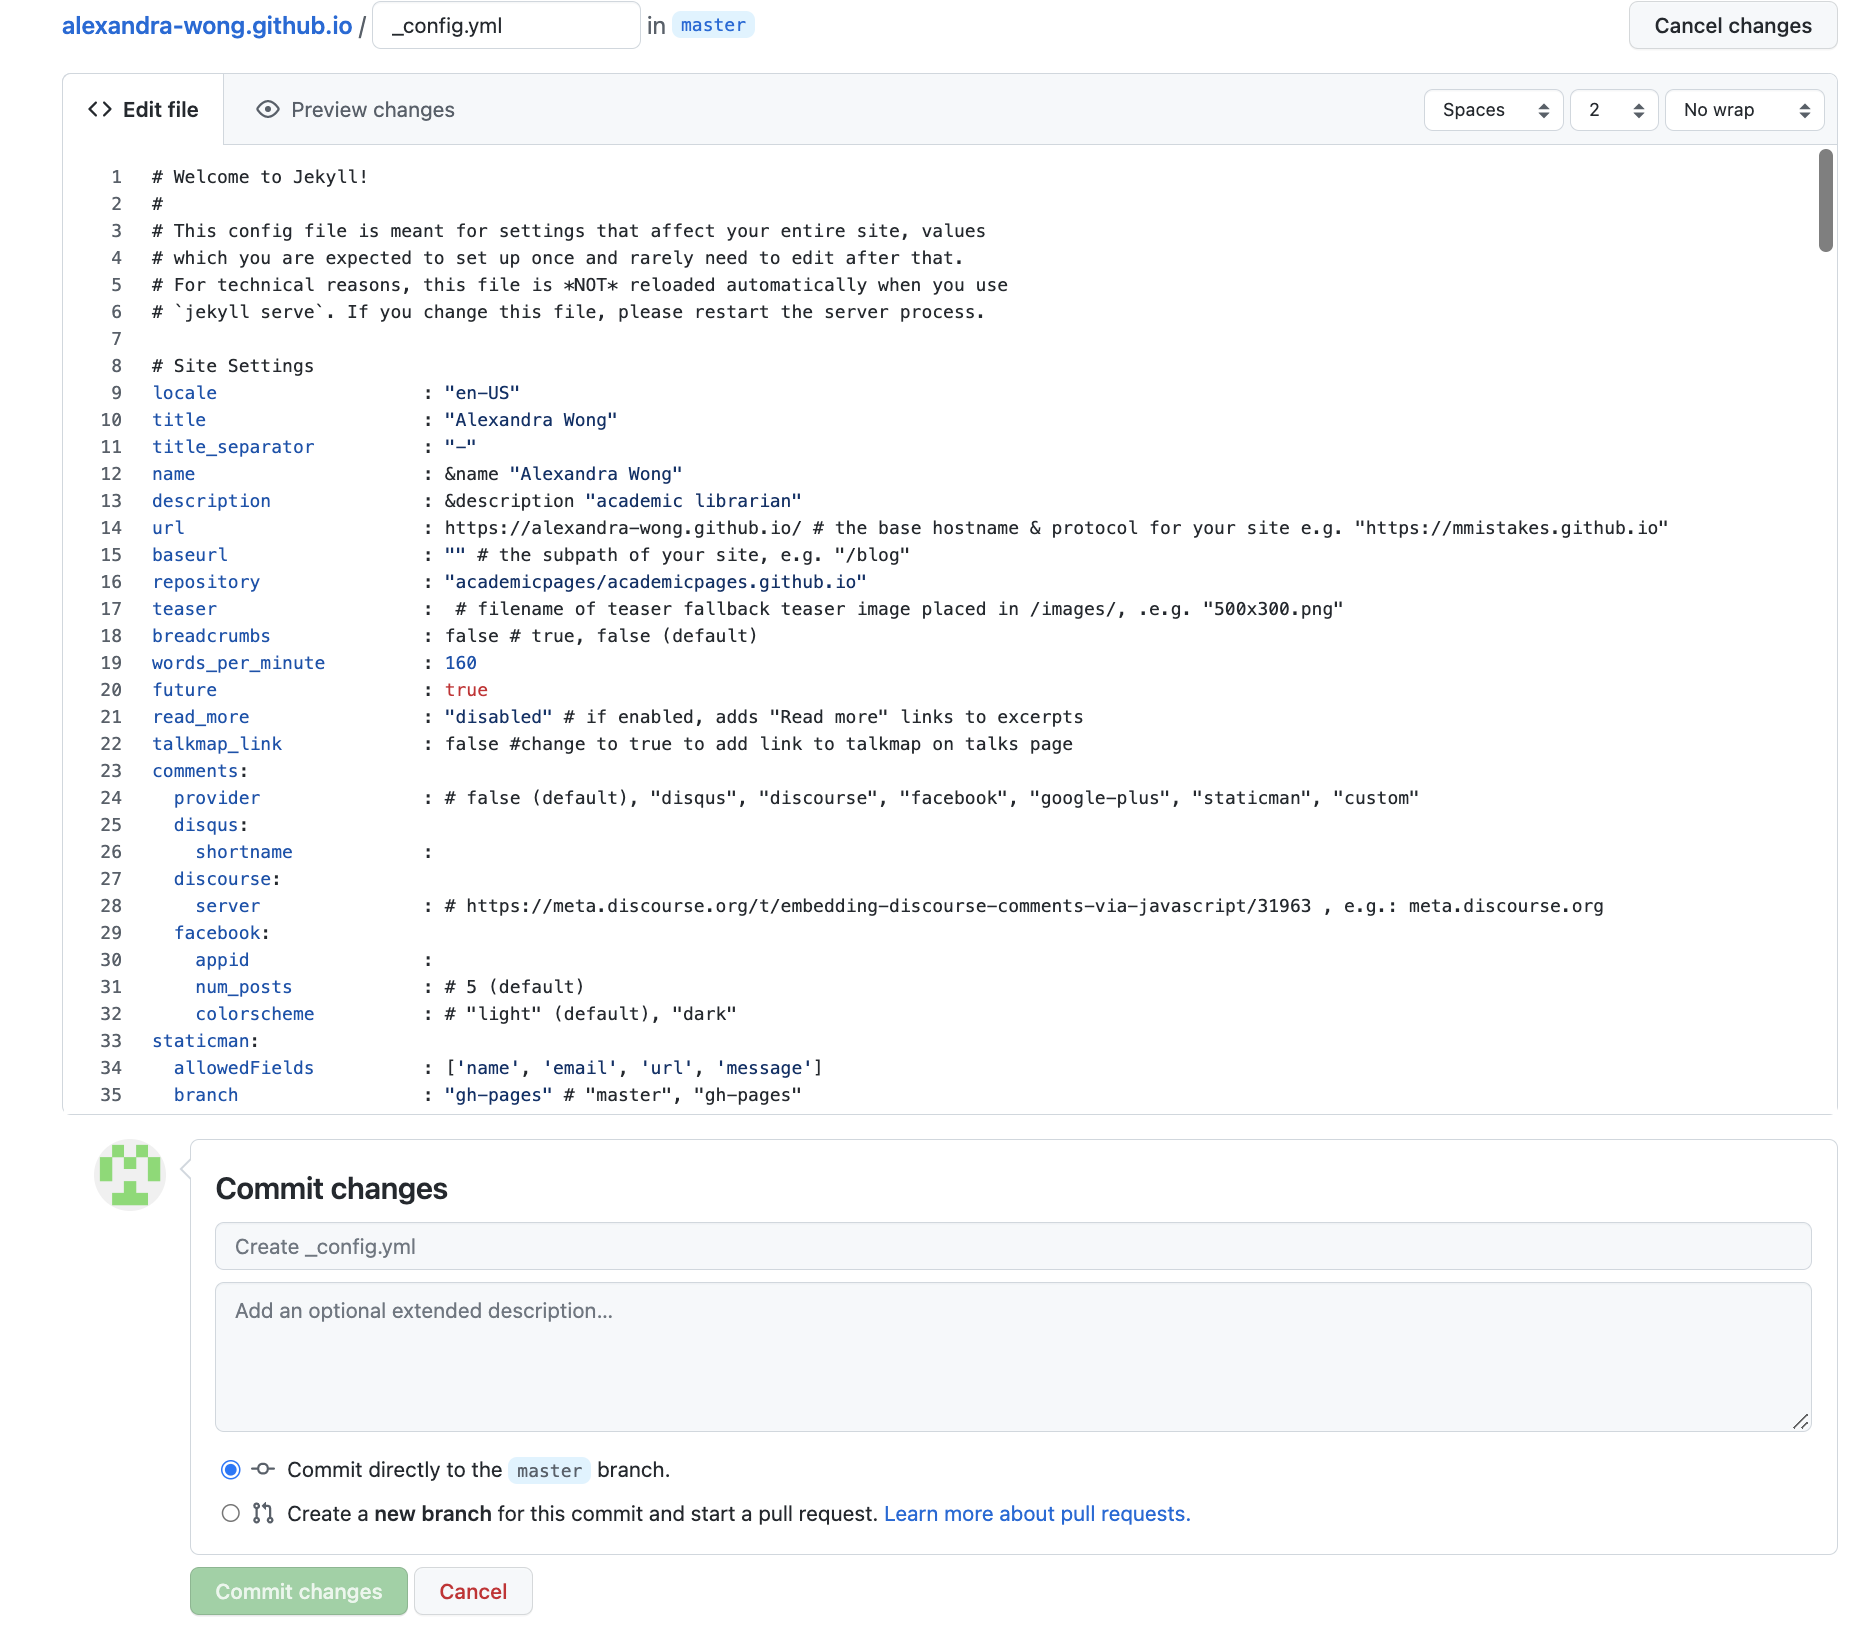 alexandra-wong.github.io / _config.yml in master Cancel changes
Edit file Preview changes Spaces 2 No wrap
1 # Welcome to Jekyll!
2 #
3 # This config file is meant for settings that affect your entire site, values
4 # which you are expected to set up once and rarely need to edit after that.
5 # For technical reasons, this file is *NOT* reloaded automatically when you use
6 # `jekyll serve`. If you change this file, please restart the server process.
7
8 # Site Settings
9 locale : "en-US"
10 title : "Alexandra Wong"
11 title_separator : "-"
12 name : &name "Alexandra Wong"
13 description : &description "academic librarian"
14 url : https://alexandra-wong.github.io/ # the base hostname & protocol for your site e.g. "https://mmistakes.github.io"
15 baseurl : "" # the subpath of your site, e.g. "/blog"
16 repository : "academicpages/academicpages.github.io"
17 teaser :  # filename of teaser fallback teaser image placed in /images/, .e.g. "500x300.png"
18 breadcrumbs : false # true, false (default)
19 words_per_minute : 160
20 future : true
21 read_more : "disabled" # if enabled, adds "Read more" links to excerpts
22 talkmap_link : false #change to true to add link to talkmap on talks page
23 comments:
24 provider : # false (default), "disqus", "discourse", "facebook", "google-plus", "staticman", "custom"
25 disqus:
26 shortname :
27 discourse:
28 server : # https://meta.discourse.org/t/embedding-discourse-comments-via-javascript/31963 , e.g.: meta.discourse.org
29 facebook:
30 appid :
31 num_posts : # 5 (default)
32 colorscheme : # "light" (default), "dark"
33 staticman:
34 allowedFields : ['name', 'email', 'url', 'message']
35 branch : "gh-pages" # "master", "gh-pages"
Commit changes
Create _config.yml
Add an optional extended description...
Commit directly to the master branch.
Create a new branch for this commit and start a pull request. Learn more about pull requests.
Commit changes Cancel